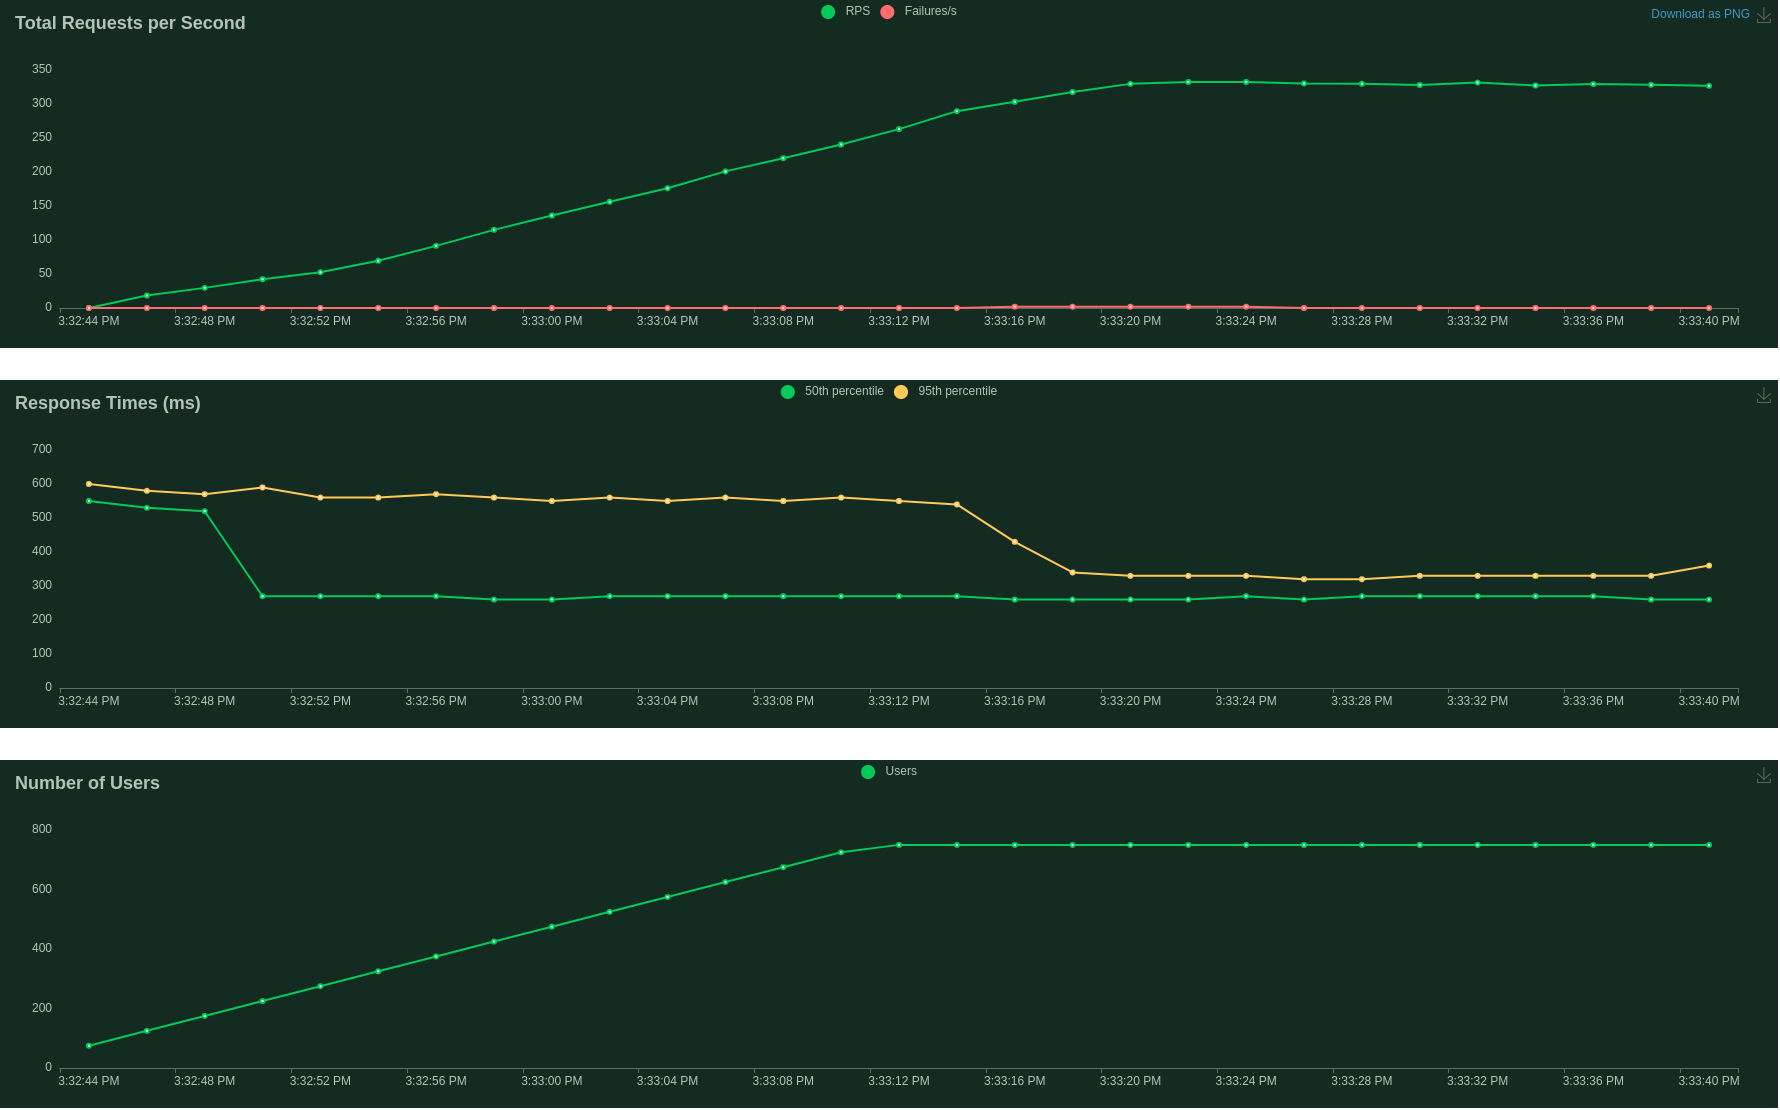 Total Requests per Second
RPS Failures/s
Download as PNG
350
300
250
200
150
100
50
0
3:32:44 PM 3:32:48 PM 3:32:52 PM 3:32:56 PM 3:33:00 PM 3:33:04 PM 3:33:08 PM 3:33:12 PM 3:33:16 PM 3:33:20 PM 3:33:24 PM 3:33:28 PM 3:33:32 PM 3:33:36 PM 3:33:40 PM
Response Times (ms)
50th percentile 95th percentile
700
600
500
400
300
200
100
0
3:32:44 PM 3:32:48 PM 3:32:52 PM 3:32:56 PM 3:33:00 PM 3:33:04 PM 3:33:08 PM 3:33:12 PM 3:33:16 PM 3:33:20 PM 3:33:24 PM 3:33:28 PM 3:33:32 PM 3:33:36 PM 3:33:40 PM
Number of Users
Users
800
600
400
200
0
3:32:44 PM 3:32:48 PM 3:32:52 PM 3:32:56 PM 3:33:00 PM 3:33:04 PM 3:33:08 PM 3:33:12 PM 3:33:16 PM 3:33:20 PM 3:33:24 PM 3:33:28 PM 3:33:32 PM 3:33:36 PM 3:33:40 PM